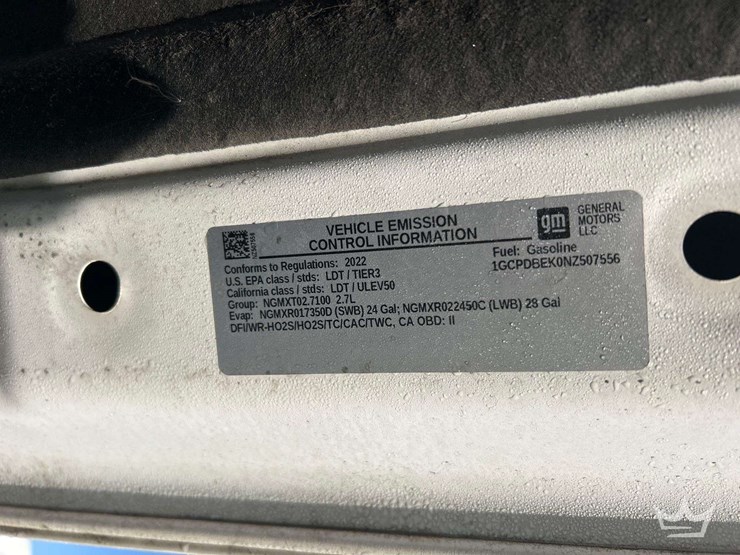 VEHICLE EMISSION
CONTROL INFORMATION
gm
GENERAL
MOTORS
LLC
Conforms to Regulations: 2022
Fuel: Gasoline
U.S. EPA class / stds: LDT / TIER3
1GCPDBEK0NZ507556
California class / stds: LDT / ULEV50
Group: NGMXT02.7100 2.7L
Evap: NGMXR017350D (SWB) 24 Gal; NGMXR022450C (LWB) 28 Gal
DFI/WR-HO2S/HO2S/TC/CAC/TWC, CA OBD: II